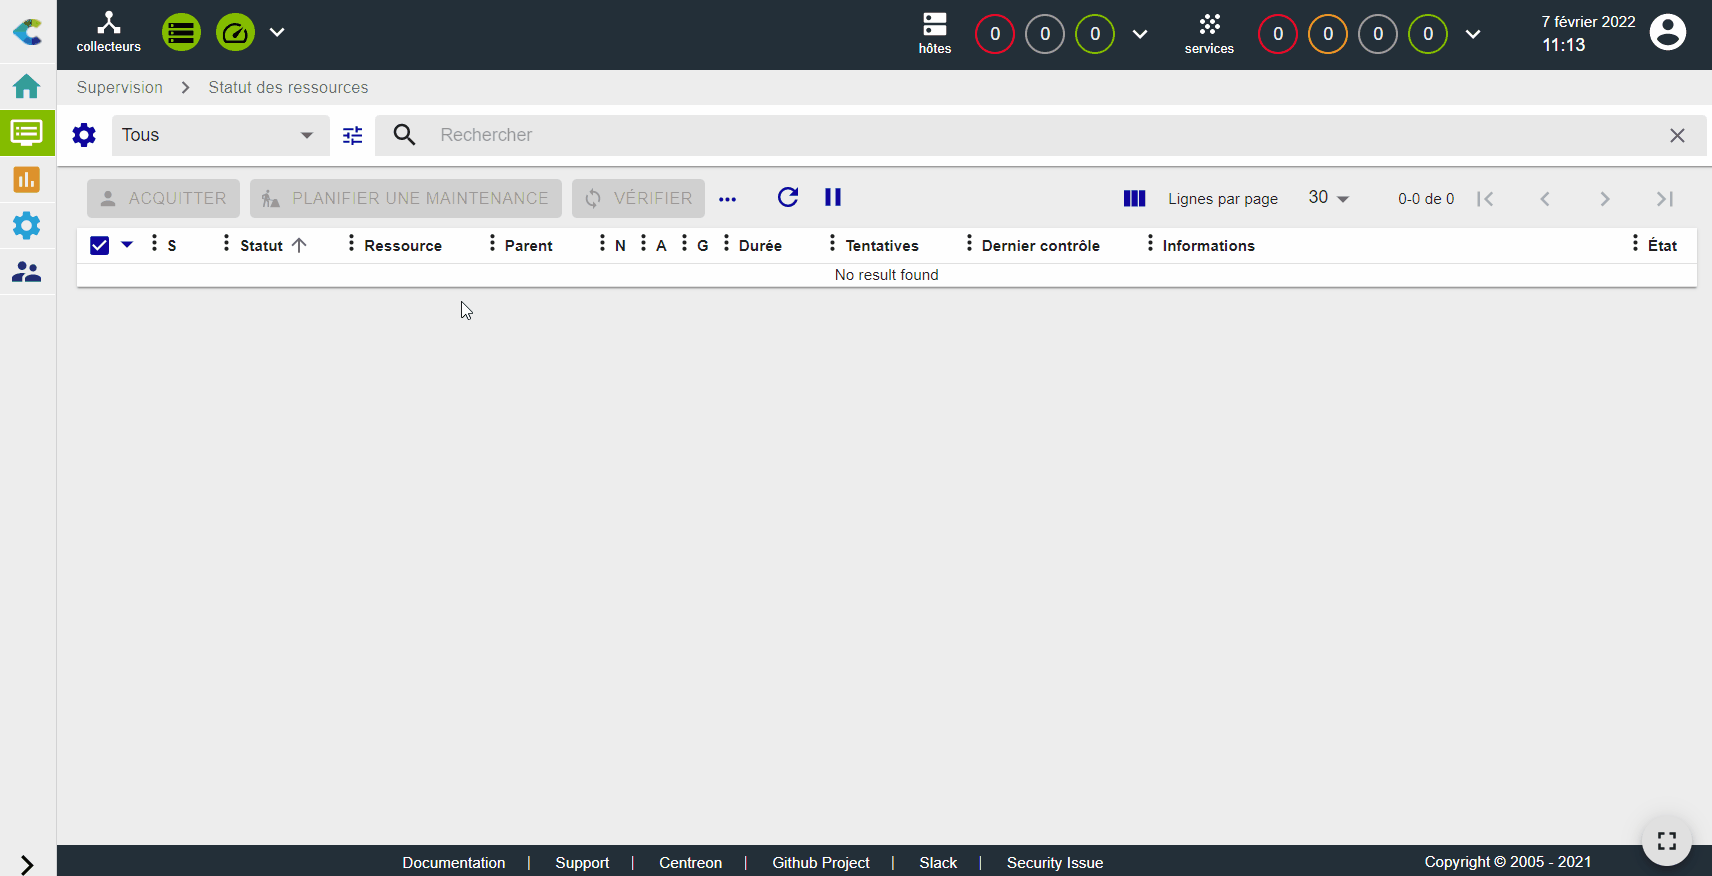 collecteurs
hôtes
0
0
0
services
0
0
0
0
7 février 2022
11:13
Supervision
Statut des ressources
Tous
Rechercher
ACQUITTER
PLANIFIER UNE MAINTENANCE
VÉRIFIER
Lignes par page
30
0-0 de 0
S
Statut
Ressource
Parent
N
A
G
Durée
Tentatives
Dernier contrôle
Informations
État
No result found
Documentation | Support | Centreon | Github Project | Slack | Security Issue
Copyright © 2005 - 2021